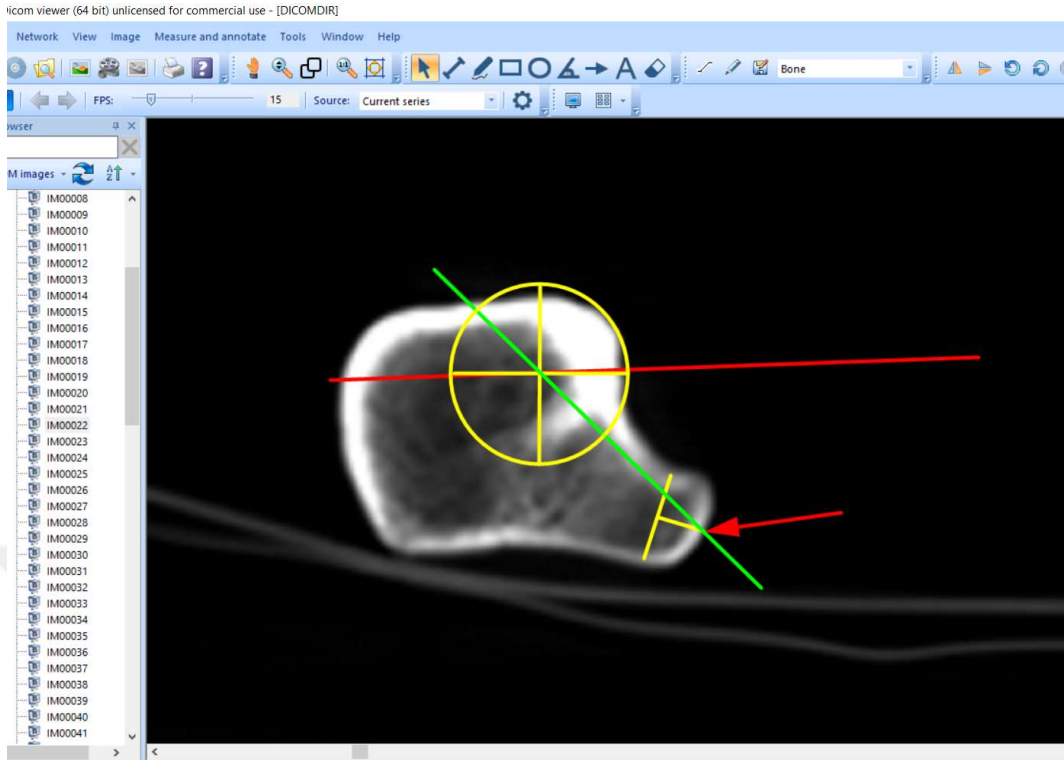 Dicom viewer (64 bit) unlicensed for commercial use - [DICOMDIR]
Network View Image Measure and annotate Tools Window Help
A Bone
FPS: 15 Source: Current series
owser
M images
IM00008
IM00009
IM00010
IM00011
IM00012
IM00013
IM00014
IM00015
IM00016
IM00017
IM00018
IM00019
IM00020
IM00021
IM00022
IM00023
IM00024
IM00025
IM00026
IM00027
IM00028
IM00029
IM00030
IM00031
IM00032
IM00033
IM00034
IM00035
IM00036
IM00037
IM00038
IM00039
IM00040
IM00041